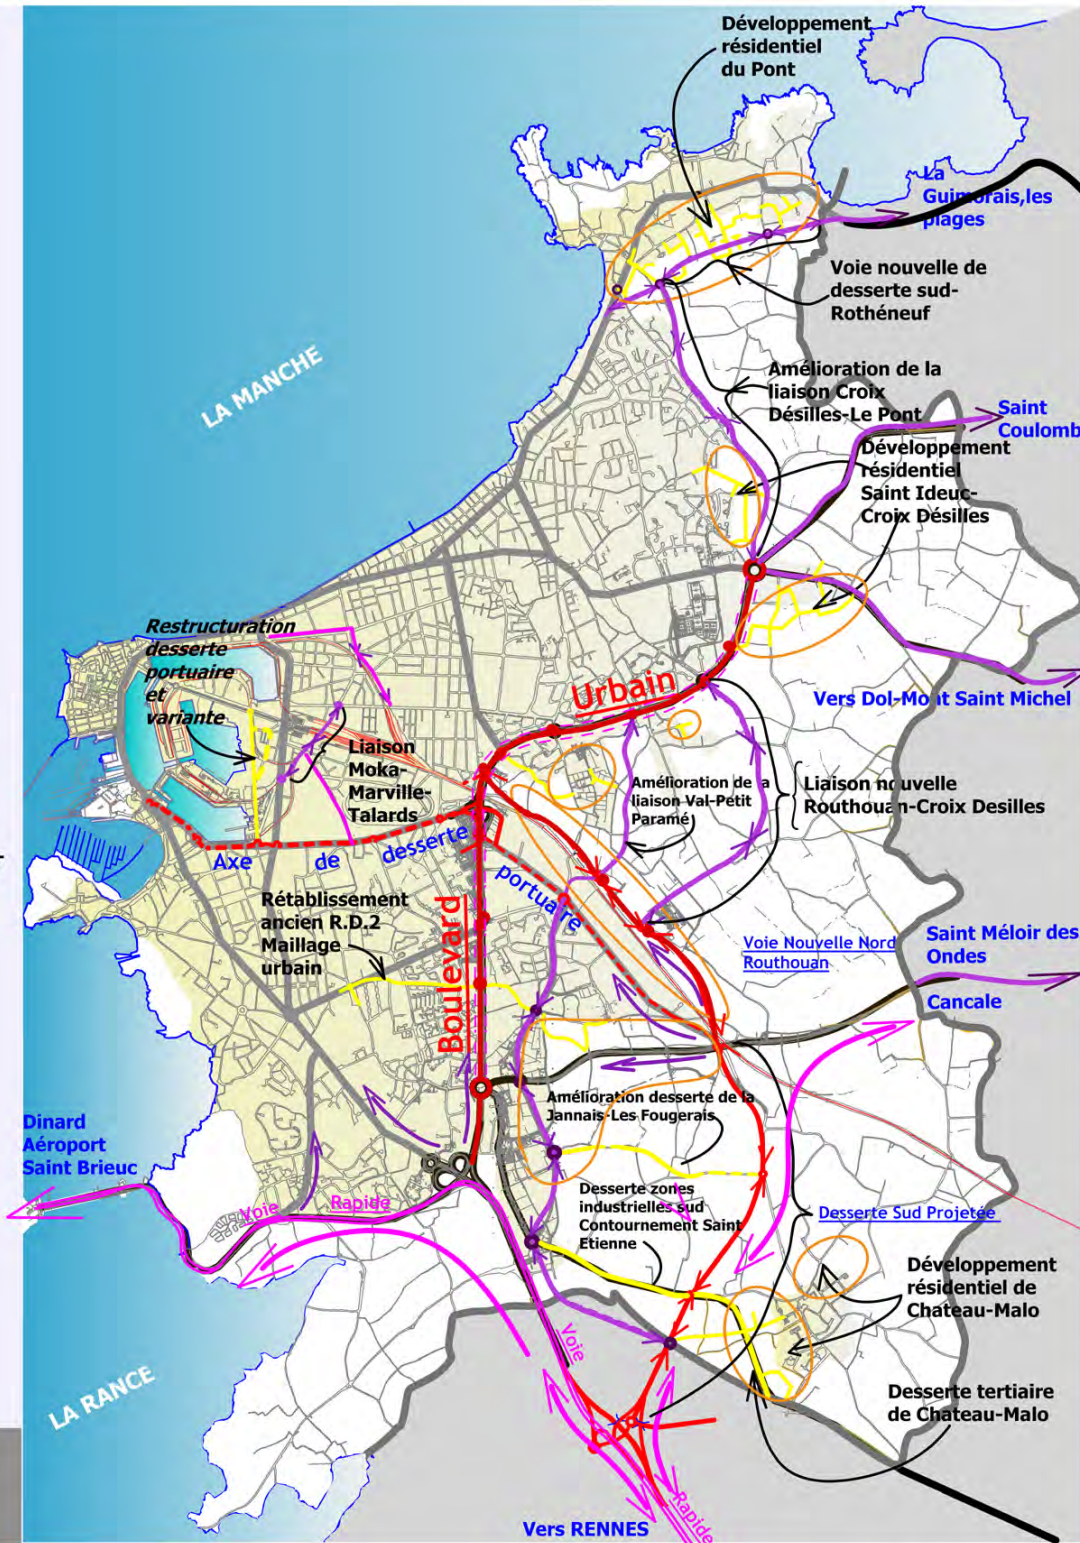 Développement
résidentiel
du Pont
La
Guimorais,les
plages
Voie nouvelle de
desserte sud-
Rothéneuf
LA MANCHE
Amélioration de la
liaison Croix
Désilles-Le Pont
Saint
Coulomb
Développement
résidentiel
Saint Ideuc-
Croix Désilles
Restructuration
desserte
portuaire
et
variante
Urbain
Vers Dol-Mont Saint Michel
Liaison
Moka-
Marville-
Talards
Amélioration de la
liaison Val-Petit
Paramé
Liaison nouvelle
Routhouan-Croix Desilles
Axe de desserte portuaire
Rétablissement
ancien R.D.2
Maillage
urbain
Boulevard
Voie Nouvelle Nord
Routhouan
Saint Méloir des
Ondes
Cancale
Amélioration desserte de la
Jannais-Les Fougerais
Dinard
Aéroport
Saint Brieuc
Voie Rapide
Desserte zones
industrielles sud
Contournement Saint
Etienne
Desserte Sud Projetée
Développement
résidentiel de
Chateau-Malo
Voie
LA RANCE
Desserte tertiaire
de Chateau-Malo
Rapide
Vers RENNES